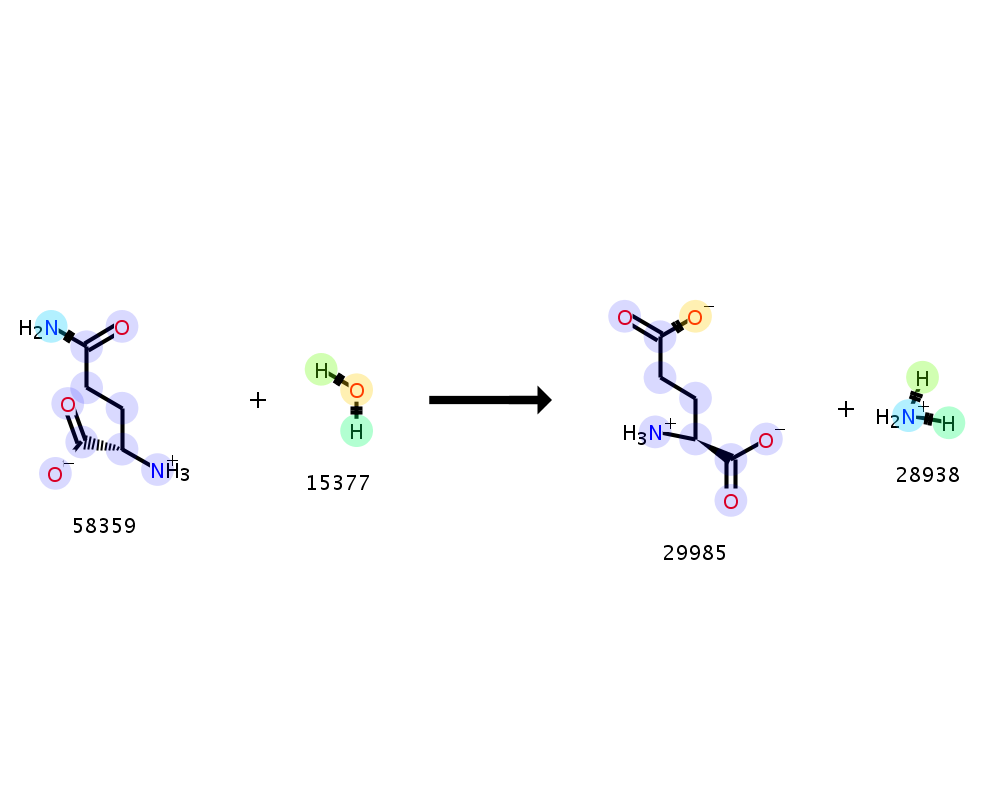 H2N O
O
O−
NH3+
58359
+
H
O
H
15377
O O−
H3N+
O−
O
29985
+
H
H2N+ H
28938